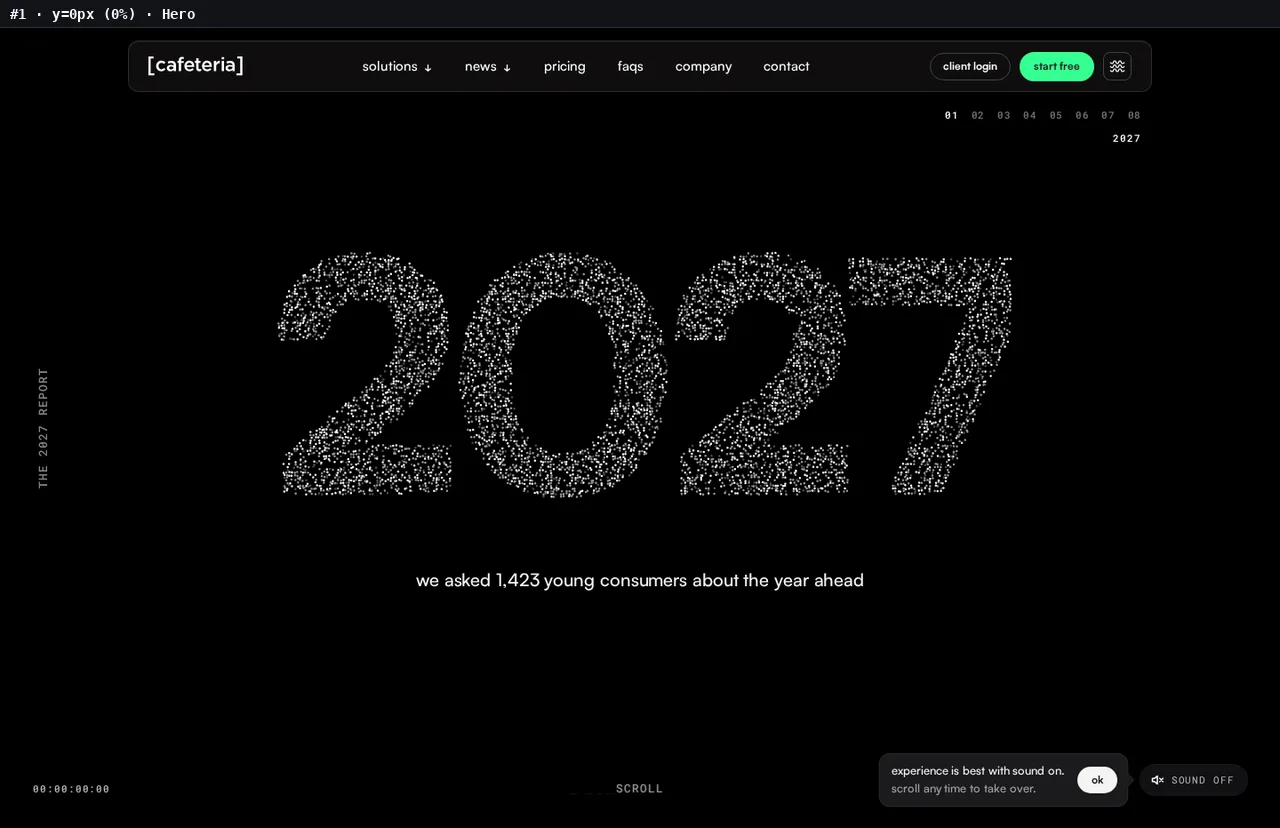 #1 · y=0px (0%) · Hero
[cafeteria]
solutions ↓ news ↓ pricing faqs company contact
client login start free
01 02 03 04 05 06 07 08
2027
2027
THE 2027 REPORT
we asked 1,423 young consumers about the year ahead
experience is best with sound on.
scroll any time to take over.
ok
SOUND OFF
00:00:00:00
SCROLL